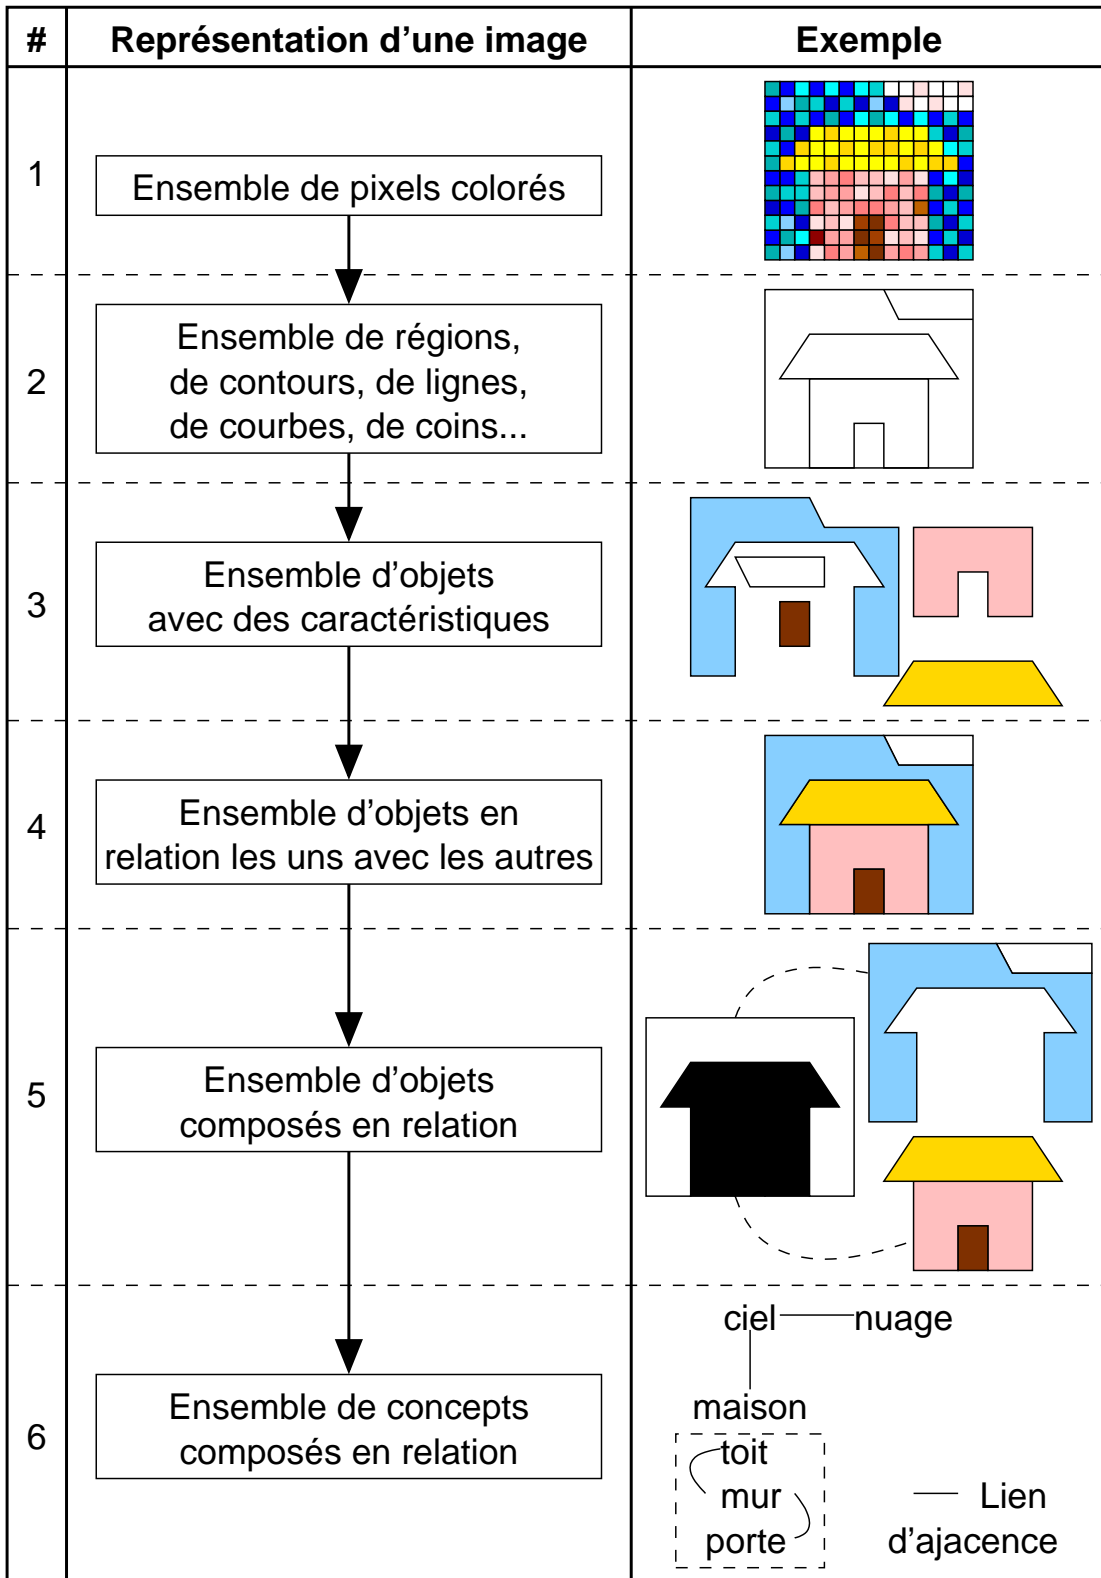 # Représentation d'une image Exemple
1
Ensemble de pixels colorés
2
Ensemble de régions,
de contours, de lignes,
de courbes, de coins...
3
Ensemble d'objets
avec des caractéristiques
4
Ensemble d'objets en
relation les uns avec les autres
5
Ensemble d'objets
composés en relation
6
Ensemble de concepts
composés en relation
ciel nuage
maison
toit
mur
porte
Lien
d'ajacence